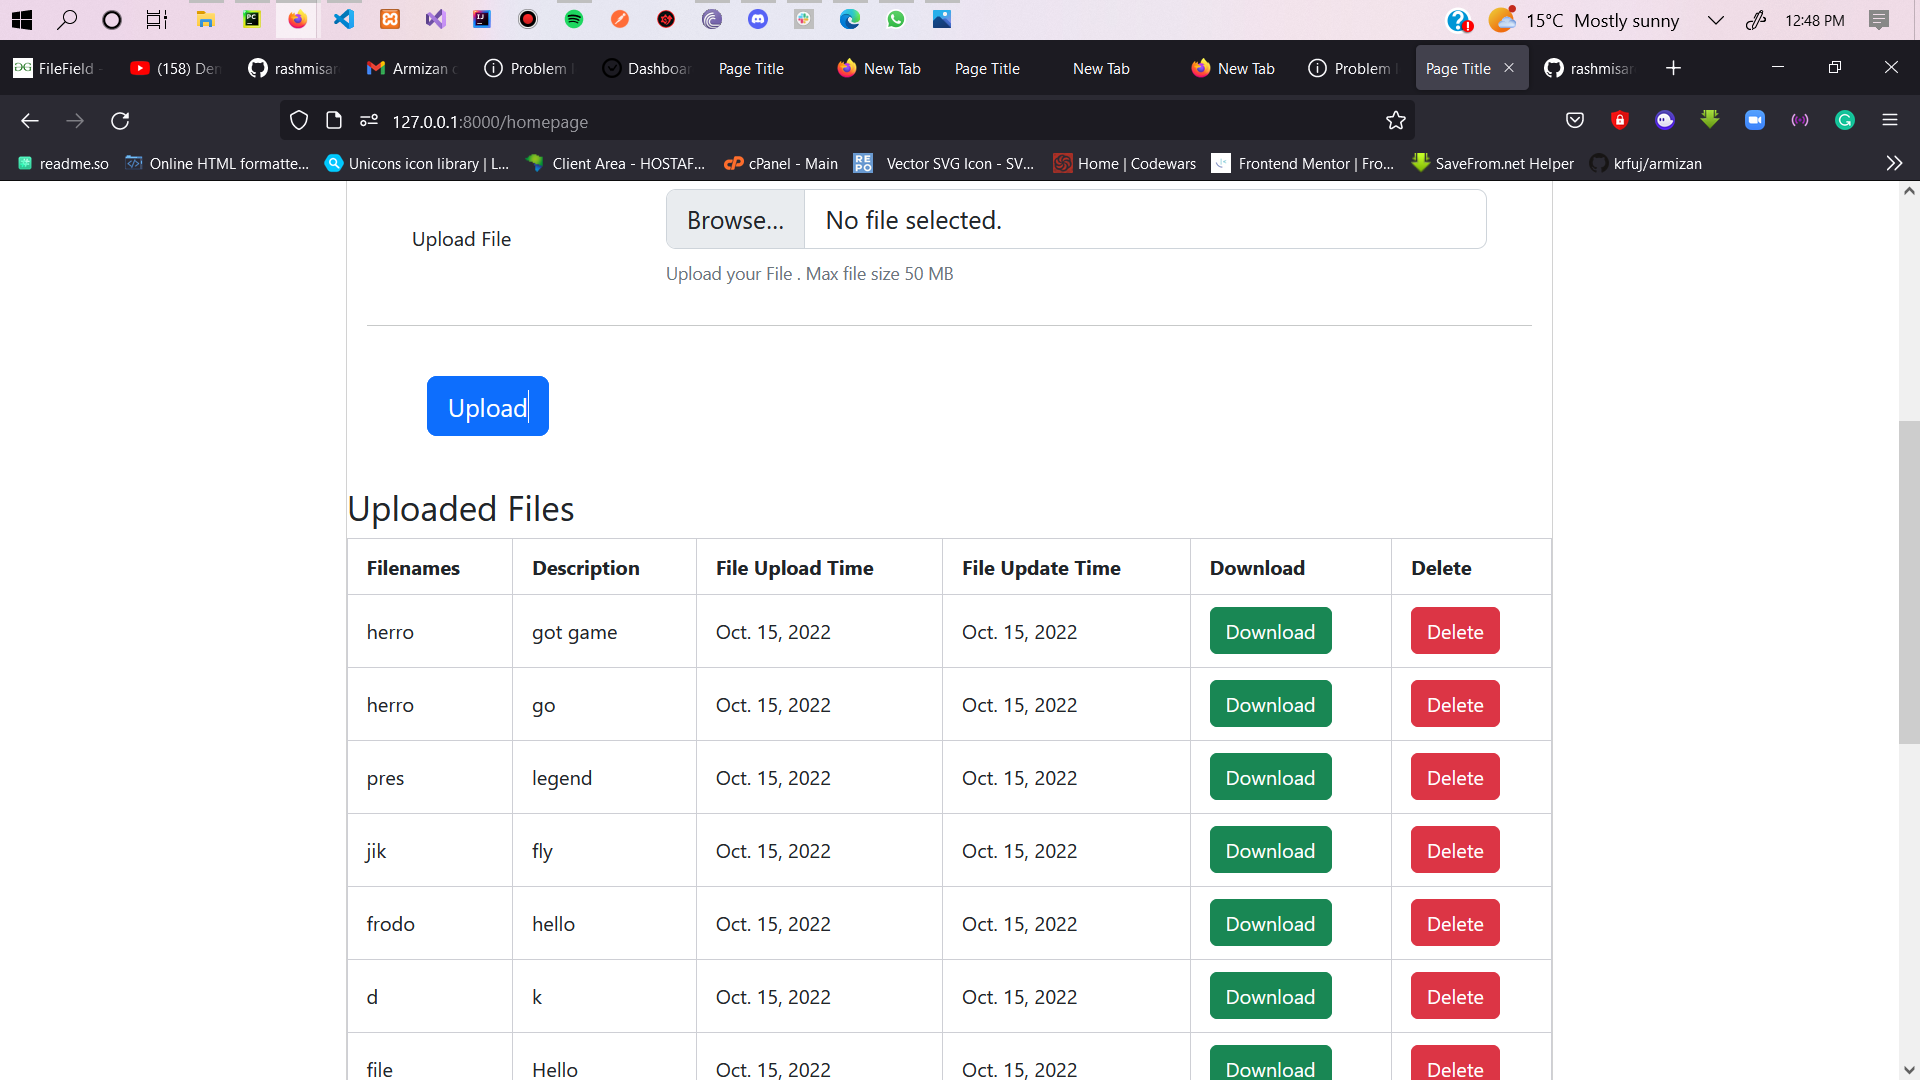 15°C Mostly sunny
12:48 PM
FileField
(158) Den
rashmisar
Armizan c
Problem
Dashboar
Page Title
New Tab
Page Title
New Tab
New Tab
Problem
Page Title
rashmisar
127.0.0.1:8000/homepage
readme.so
Online HTML formatte...
Unicons icon library | L...
Client Area - HOSTAF...
cPanel - Main
REPO
Vector SVG Icon - SV...
Home | Codewars
Frontend Mentor | Fro...
SaveFrom.net Helper
krfuj/armizan
Upload File
Browse... No file selected.
Upload your File . Max file size 50 MB
Upload
Uploaded Files
Filenames Description File Upload Time File Update Time Download Delete
herro got game Oct. 15, 2022 Oct. 15, 2022 Download Delete
herro go Oct. 15, 2022 Oct. 15, 2022 Download Delete
pres legend Oct. 15, 2022 Oct. 15, 2022 Download Delete
jik fly Oct. 15, 2022 Oct. 15, 2022 Download Delete
frodo hello Oct. 15, 2022 Oct. 15, 2022 Download Delete
d k Oct. 15, 2022 Oct. 15, 2022 Download Delete
file Hello Oct. 15, 2022 Oct. 15, 2022 Download Delete